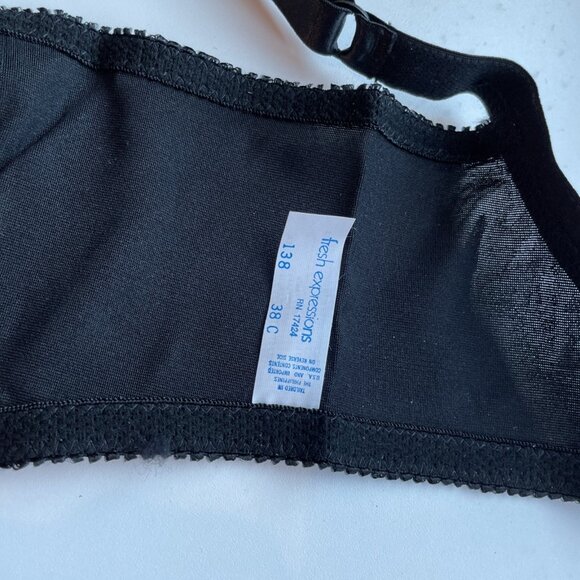 fresh expressions
RN 17424
138 38 C
TAILORED IN
THE PHILIPPINES
U.S.A. AND IMPORTED
COMPONENTS CONTENTS
ON REVERSE SIDE